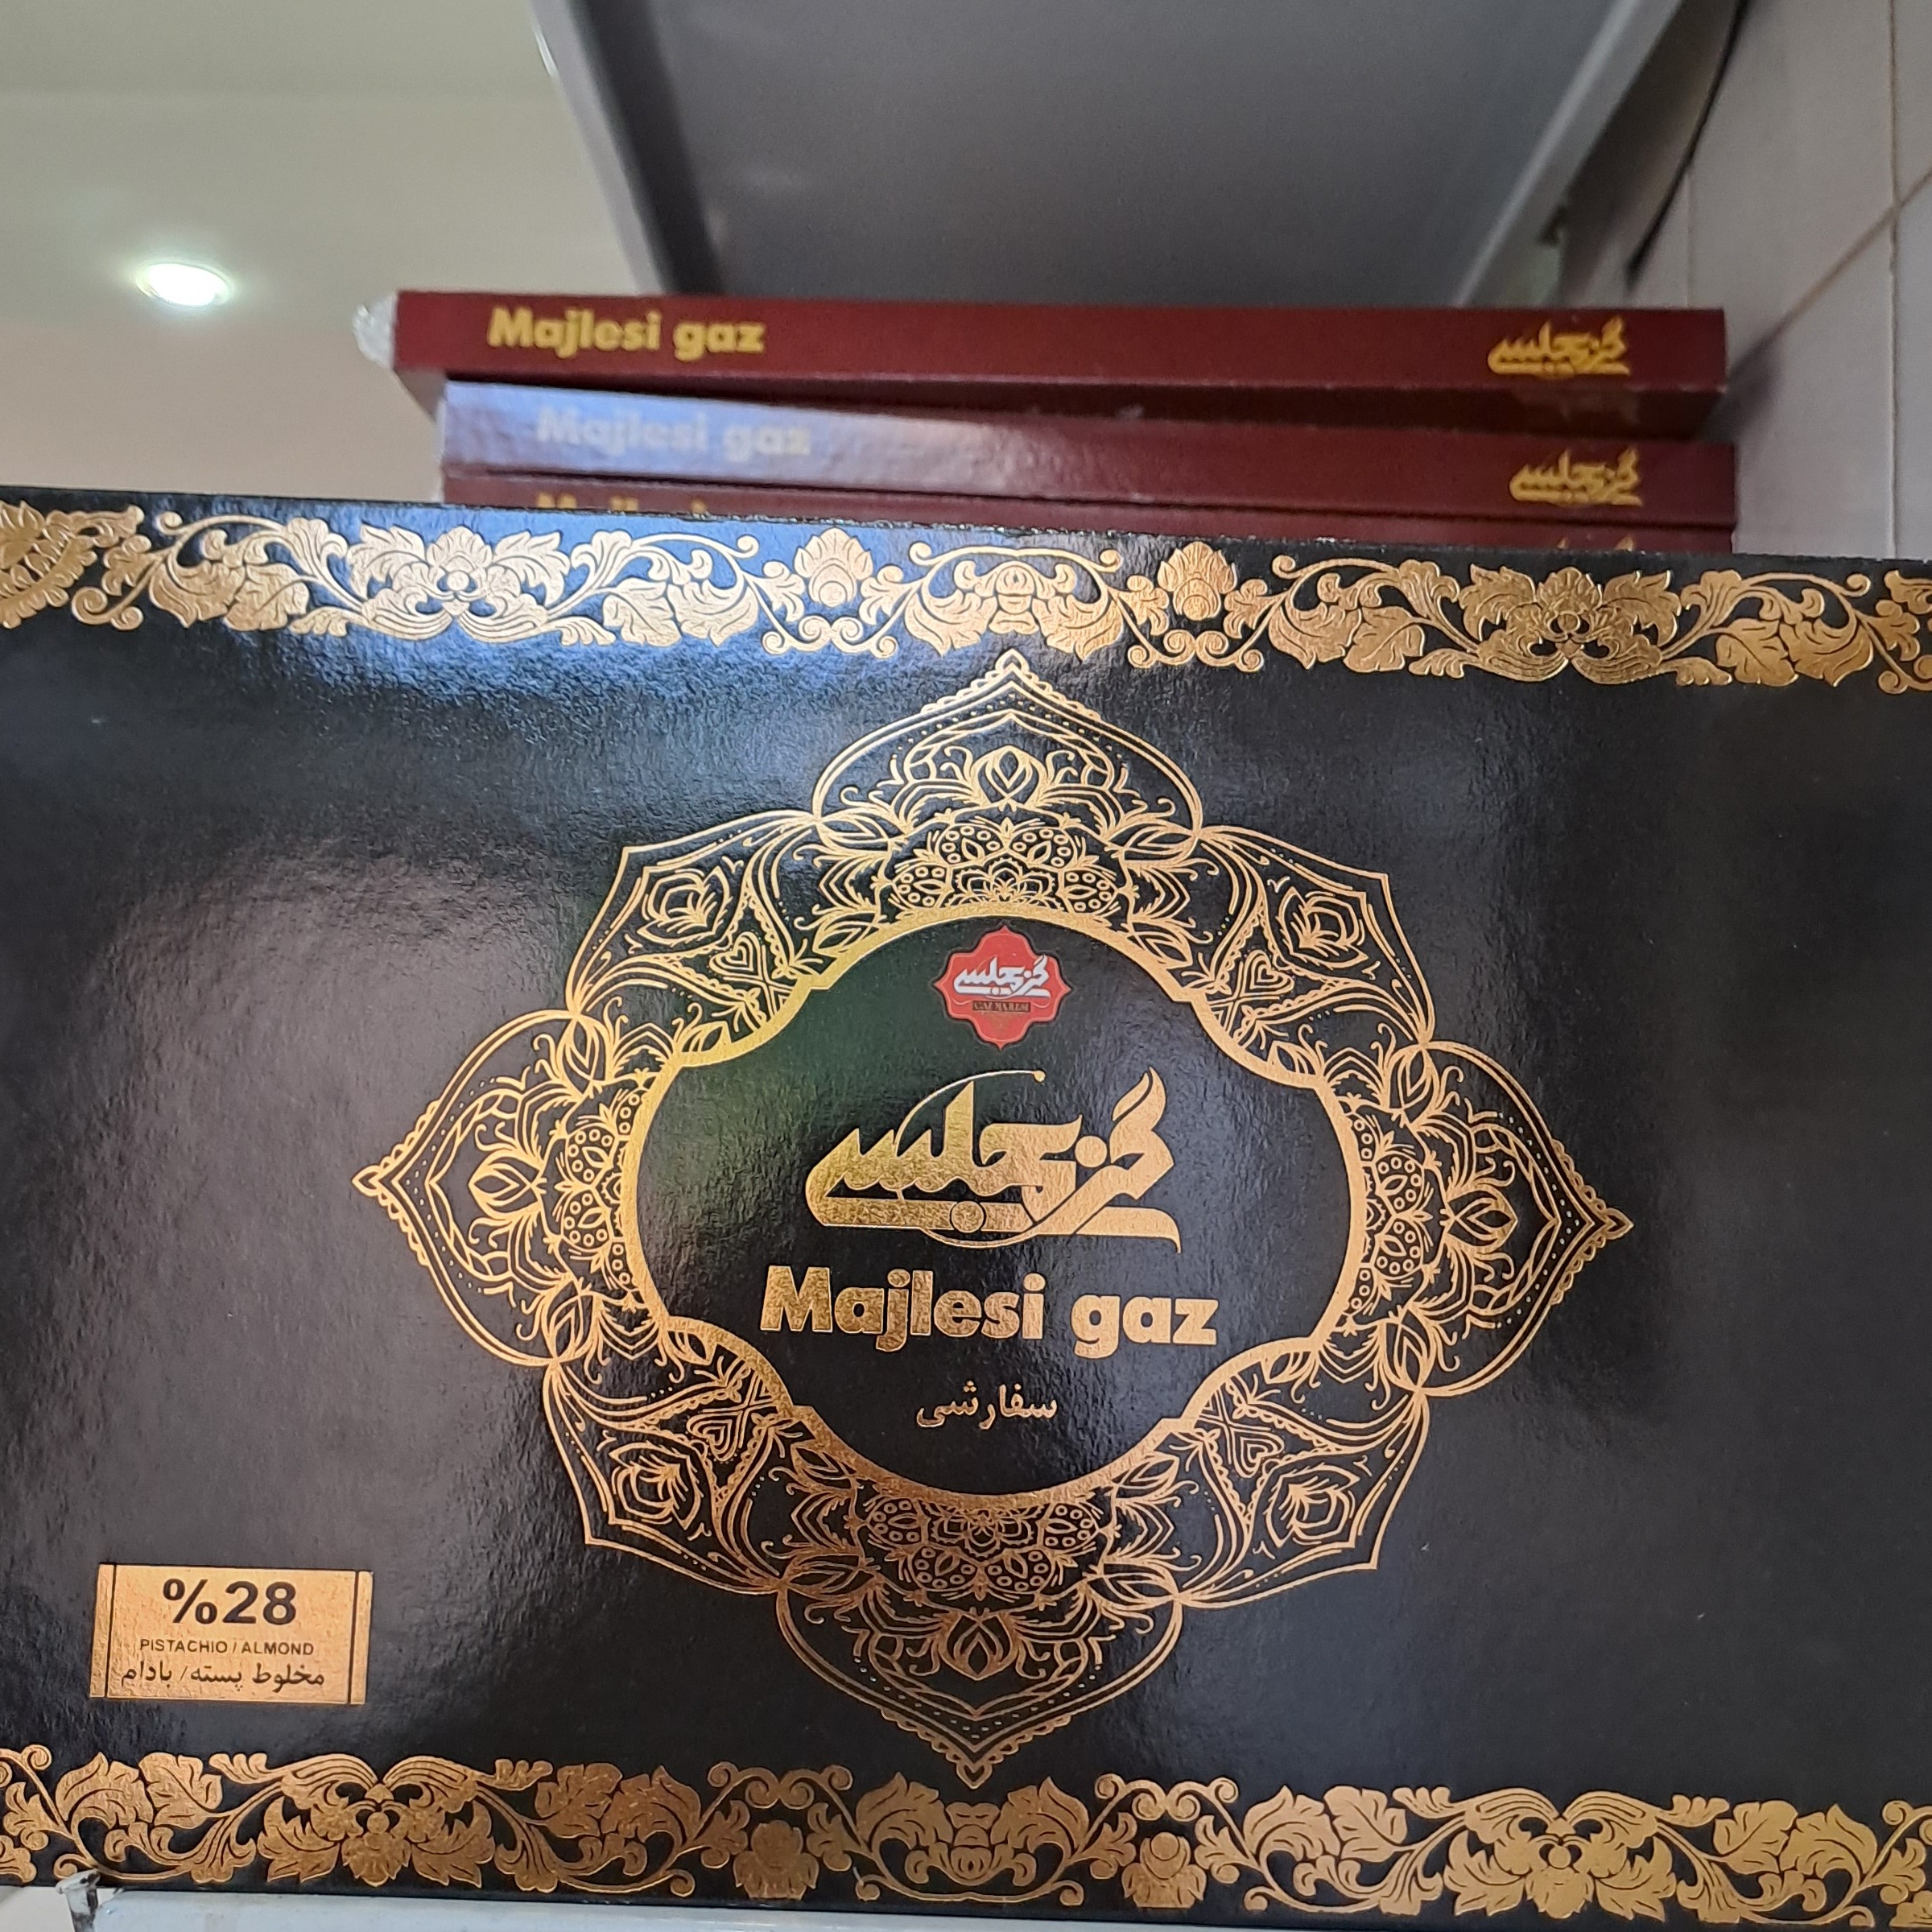 Majlesi gaz
گز مجلسی
Majlesi gaz
گز مجلسی
گز مجلسی
گز مجلسی
Majlesi gaz
سفارشی
%28
PISTACHIO / ALMOND
مخلوط پسته/ بادام